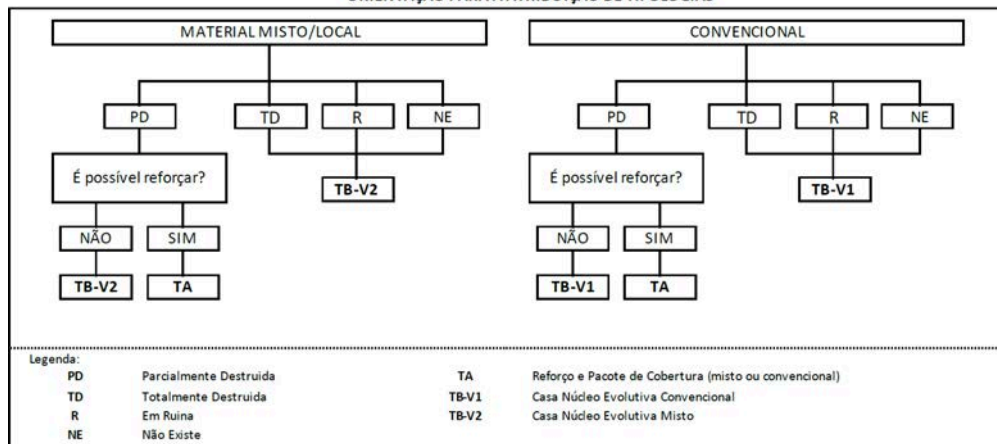 MATERIAL MISTO/LOCAL
PD
TD
R
NE
É possível reforçar?
TB-V2
NÃO
SIM
TB-V2
TA
CONVENCIONAL
PD
TD
R
NE
É possível reforçar?
TB-V1
NÃO
SIM
TB-V1
TA
Legenda:
PD Parcialmente Destruida
TD Totalmente Destruida
R Em Ruina
NE Não Existe
TA Reforço e Pacote de Cobertura (misto ou convencional)
TB-V1 Casa Núcleo Evolutiva Convencional
TB-V2 Casa Núcleo Evolutiva Misto